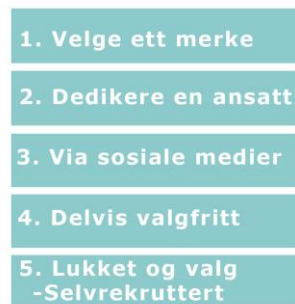 1. Velge ett merke
2. Dedikere en ansatt
3. Via sosiale medier
4. Delvis valgfritt
5. Lukket og valg
-Selvrekruttert